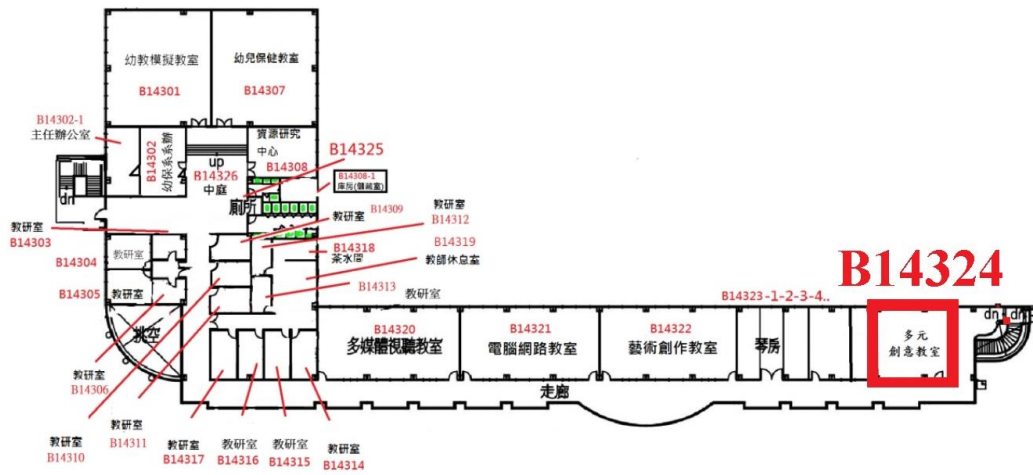 幼教模擬教室
B14301
幼兒保健教室
B14307
B14302-1
主任辦公室
B14302
幼保系系辦
up
B14326
中庭
資源研究
中心
B14308
B14325
B14308-1
庫房(儲藏室)
dn
廁所
教研室
B14309
教研室
B14312
教研室
B14303
B14318
茶水間
B14319
教師休息室
教研室
B14304
B14305
教研室
B14313
教研室
挑空
B14320
多媒體視聽教室
B14321
電腦網路教室
B14322
藝術創作教室
B14323-1-2-3-4..
琴房
B14324
多元
創意教室
dn
dn
走廊
教研室
B14306
教研室
B14310
教研室
B14311
教研室
B14317
教研室
B14316
教研室
B14315
教研室
B14314